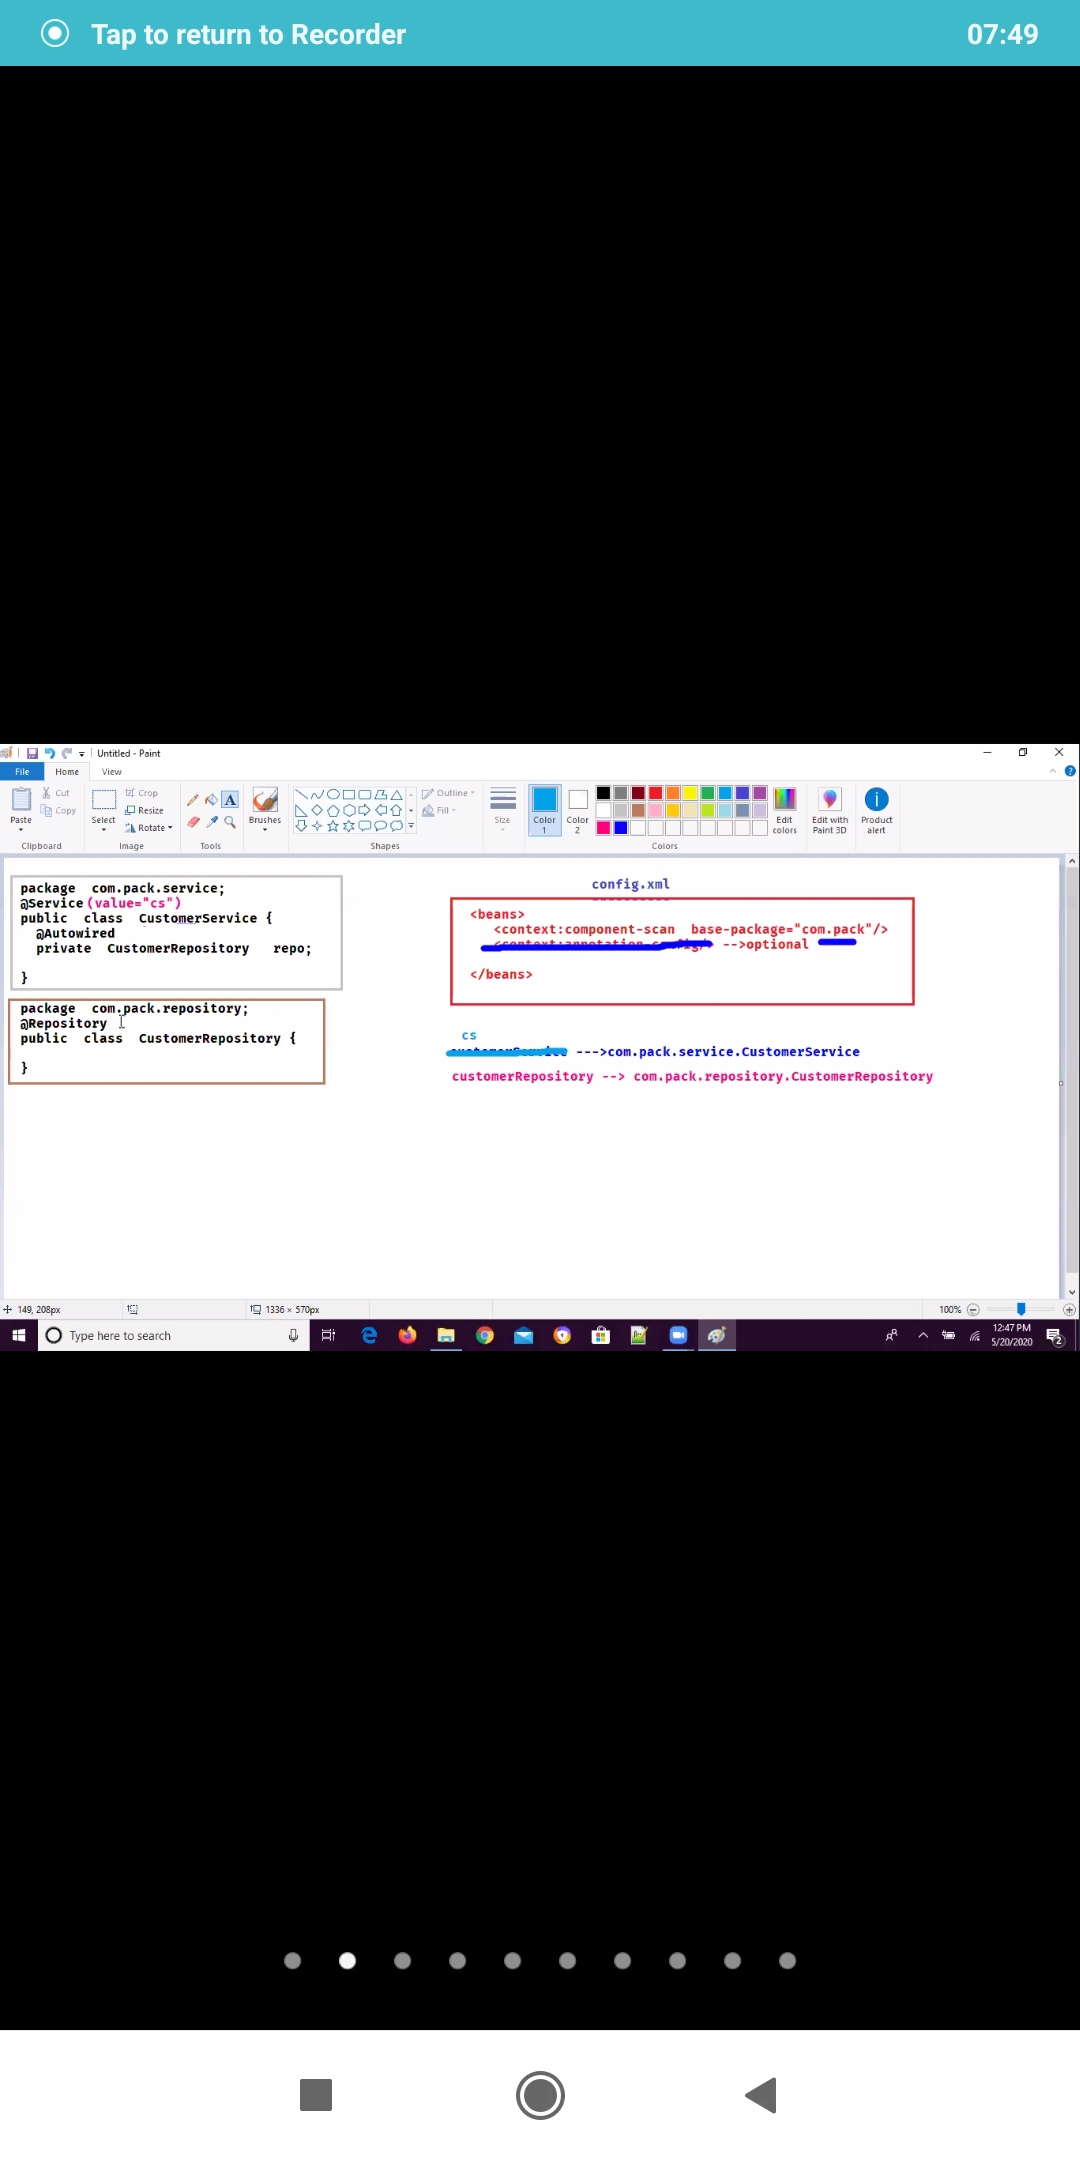 Tap to return to Recorder 07:49
Untitled - Paint
File Home View
Cut
Copy
Paste
Clipboard
Crop
Resize
Rotate
Select
Image
Tools
Brushes
Shapes
Outline
Fill
Size
Color 1
Color 2
Edit colors
Colors
Edit with Paint 3D
Product alert
package com.pack.service;
@Service(value="cs")
public class CustomerService {
@Autowired
private CustomerRepository repo;
}
package com.pack.repository;
@Repository
public class CustomerRepository {
}
config.xml
----------
<beans>
<context:component-scan base-package="com.pack"/>
<context:annotation-config/> -->optional
</beans>
cs
customerService --->com.pack.service.CustomerService
customerRepository --> com.pack.repository.CustomerRepository
149, 208px
1336 × 570px
100%
Type here to search
12:47 PM
5/20/2020
2